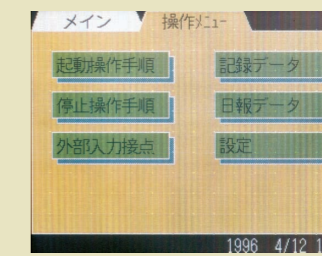 メイン 操作メニュー
起動操作手順 記録データ
停止操作手順 日報データ
外部入力接点 設定
1996 4/12 1